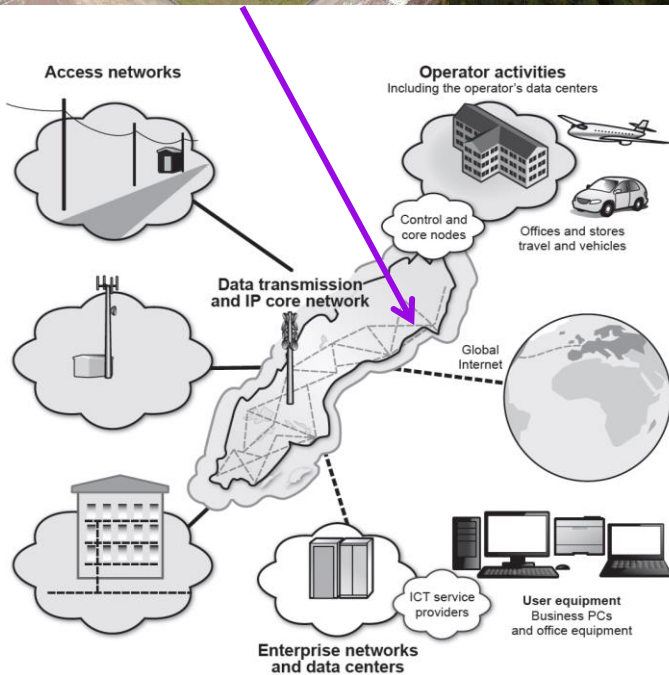 Access networks
Operator activities
Including the operator's data centers
Control and
core nodes
Offices and stores
travel and vehicles
Data transmission
and IP core network
Global
Internet
ICT service
providers
User equipment
Business PCs
and office equipment
Enterprise networks
and data centers